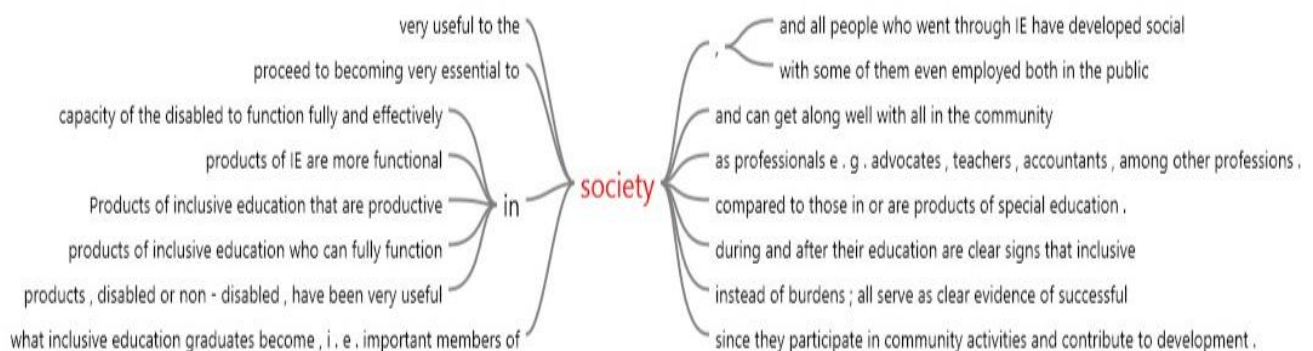 very useful to the
proceed to becoming very essential to
capacity of the disabled to function fully and effectively
products of IE are more functional
Products of inclusive education that are productive
products of inclusive education who can fully function
products , disabled or non - disabled , have been very useful
in
what inclusive education graduates become , i . e . important members of
society
,
and all people who went through IE have developed social
with some of them even employed both in the public
and can get along well with all in the community
as professionals e . g . advocates , teachers , accountants , among other professions .
compared to those in or are products of special education .
during and after their education are clear signs that inclusive
instead of burdens ; all serve as clear evidence of successful
since they participate in community activities and contribute to development .